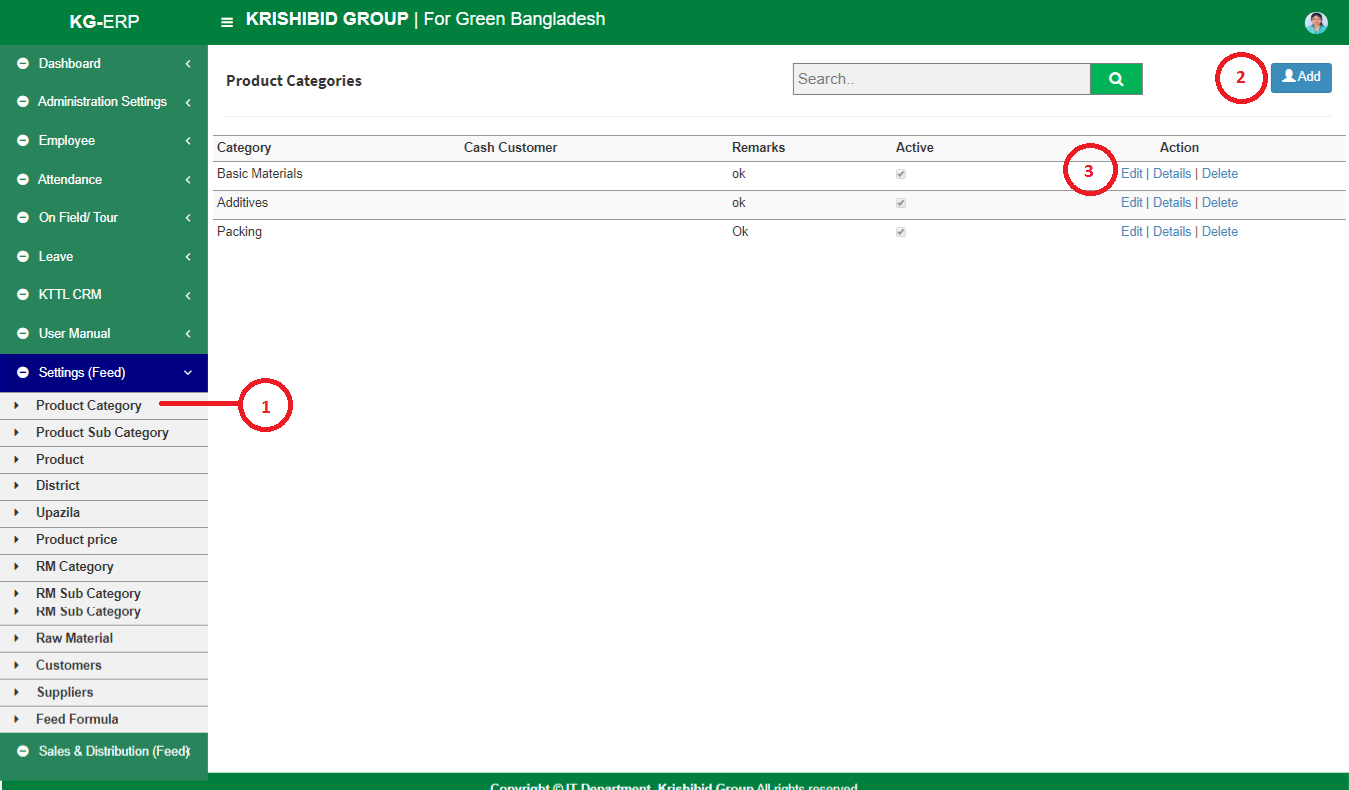 KG-ERP
KRISHIBID GROUP | For Green Bangladesh
Dashboard
Administration Settings
Employee
Attendance
On Field/ Tour
Leave
KTTL CRM
User Manual
Settings (Feed)
Product Category
Product Sub Category
Product
District
Upazila
Product price
RM Category
RM Sub Category
RM Sub Category
Raw Material
Customers
Suppliers
Feed Formula
Sales & Distribution (Feed)
1
Product Categories
Search..
2
Add
Category Cash Customer Remarks Active Action
3
Basic Materials ok Edit | Details | Delete
Additives ok Edit | Details | Delete
Packing Ok Edit | Details | Delete
Copyright © IT Department, Krishibid Group All rights reserved